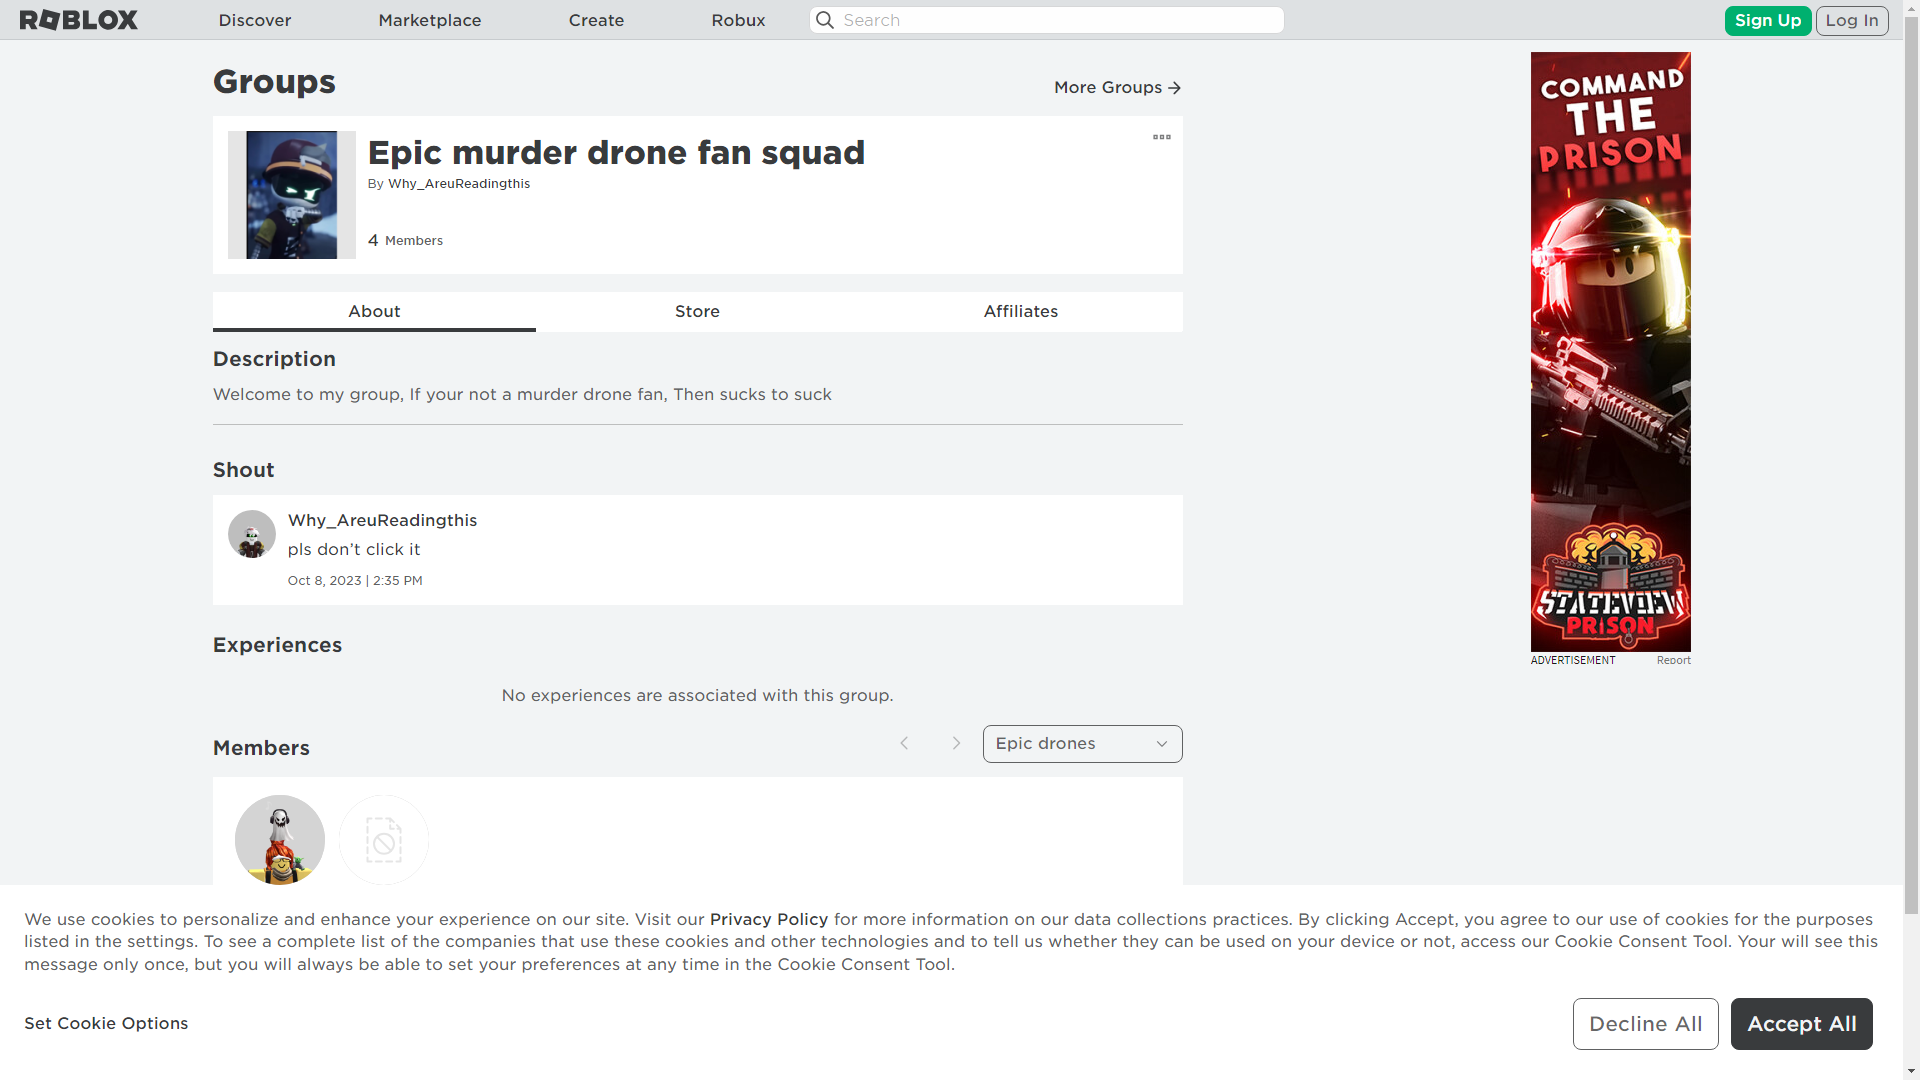 ROBLOX
Discover
Marketplace
Create
Robux
Search
Sign Up
Log In
Groups
More Groups
Epic murder drone fan squad
By Why_AreuReadingthis
4 Members
About
Store
Affiliates
Description
Welcome to my group, If your not a murder drone fan, Then sucks to suck
Shout
Why_AreuReadingthis
pls don’t click it
Oct 8, 2023 | 2:35 PM
Experiences
No experiences are associated with this group.
Members
Epic drones
COMMAND
THE
PRISON
STATEVIEW
PRISON
ADVERTISEMENT
Report
We use cookies to personalize and enhance your experience on our site. Visit our Privacy Policy for more information on our data collections practices. By clicking Accept, you agree to our use of cookies for the purposes
listed in the settings. To see a complete list of the companies that use these cookies and other technologies and to tell us whether they can be used on your device or not, access our Cookie Consent Tool. Your will see this
message only once, but you will always be able to set your preferences at any time in the Cookie Consent Tool.
Set Cookie Options
Decline All
Accept All